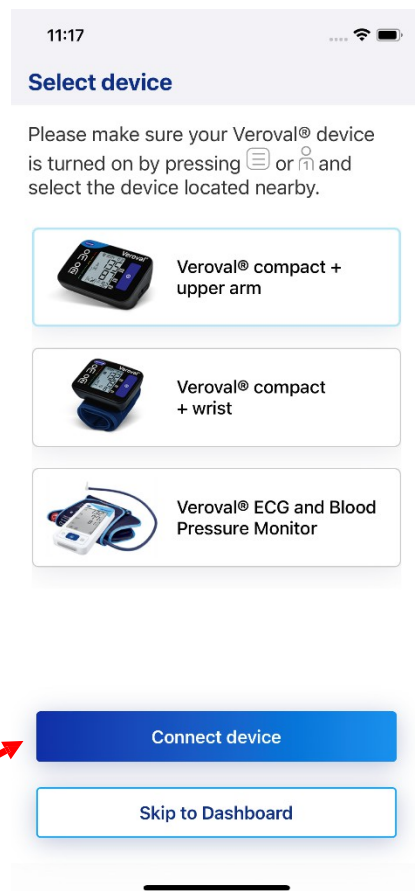 11:17
Select device
Please make sure your Veroval® device
is turned on by pressing or 1 and
select the device located nearby.
Veroval® compact +
upper arm
Veroval® compact
+ wrist
Veroval® ECG and Blood
Pressure Monitor
Connect device
Skip to Dashboard